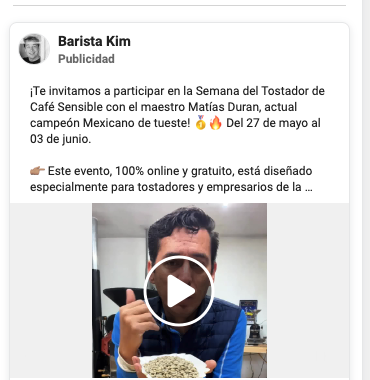 Barista Kim
Publicidad
¡Te invitamos a participar en la Semana del Tostador de
Café Sensible con el maestro Matías Duran, actual
campeón Mexicano de tueste! 🥇🔥 Del 27 de mayo al
03 de junio.
👉🏽 Este evento, 100% online y gratuito, está diseñado
especialmente para tostadores y empresarios de la ...